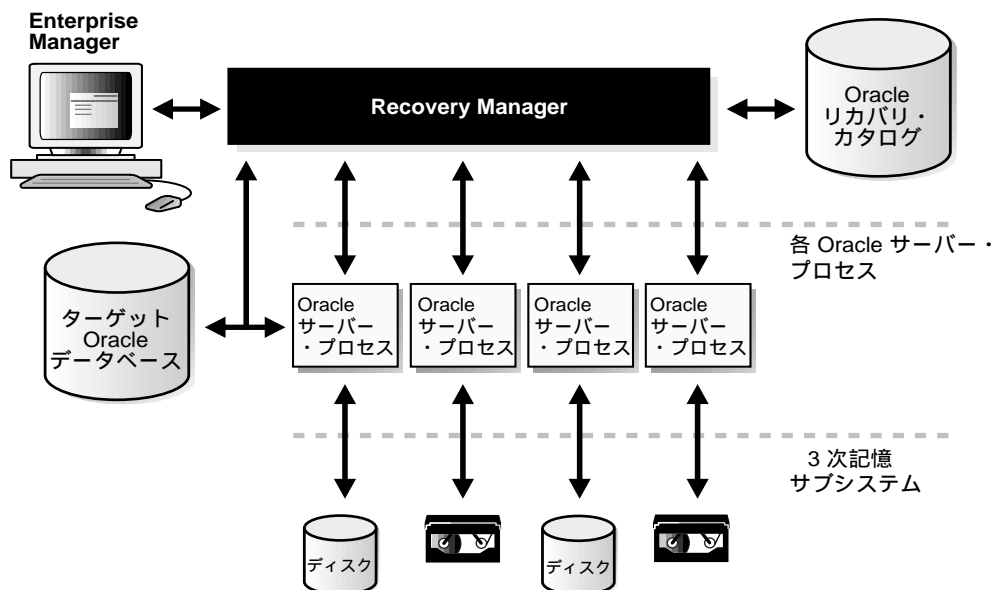 Enterprise
Manager
Recovery Manager
Oracle
リカバリ・
カタログ
各 Oracle サーバー・
プロセス
ターゲット
Oracle
データベース
Oracle
サーバー
・プロセス
Oracle
サーバー
・プロセス
Oracle
サーバー
・プロセス
Oracle
サーバー
・プロセス
3 次記憶
サブシステム
ディスク
ディスク